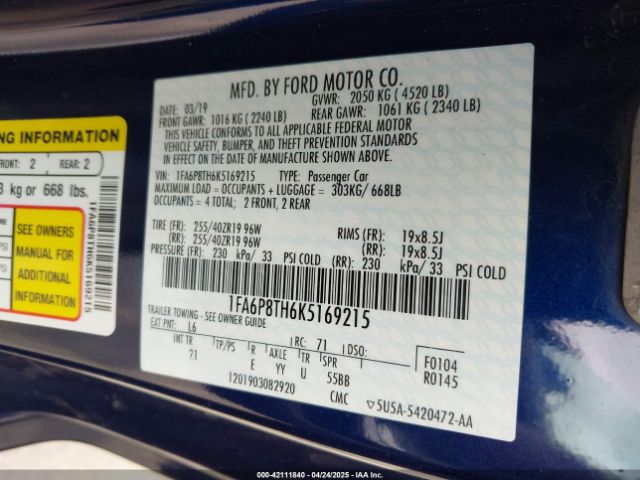 NG INFORMATION
FRONT: 2 REAR: 2
kg or 668 lbs.
SEE OWNERS
MANUAL FOR
ADDITIONAL
INFORMATION
1FA6P8TH6K5169215
MFD. BY FORD MOTOR CO.
DATE: 03/19 GVWR: 2050 KG ( 4520 LB)
FRONT GAWR: 1016 KG ( 2240 LB) REAR GAWR: 1061 KG ( 2340 LB)
THIS VEHICLE CONFORMS TO ALL APPLICABLE FEDERAL MOTOR
VEHICLE SAFETY, BUMPER, AND THEFT PREVENTION STANDARDS
IN EFFECT ON THE DATE OF MANUFACTURE SHOWN ABOVE.
VIN: 1FA6P8TH6K5169215 TYPE: Passenger Car
MAXIMUM LOAD = OCCUPANTS + LUGGAGE = 303KG/ 668LB
OCCUPANTS = 4 TOTAL; 2 FRONT, 2 REAR
TIRE (FR): 255/40ZR19 96W RIMS (FR): 19x8.5J
(RR): 255/40ZR19 96W (RR): 19x8.5J
PRESSURE (FR): 230 kPa/ 33 PSI COLD (RR): 230 kPa/ 33 PSI COLD
1FA6P8TH6K5169215
TRAILER TOWING - SEE OWNER GUIDE
EXT PNT: L6 RC: 71 DSO:
INT TR TP/PS R AXLE TR SPR F0104
21 E YY U 55BB R0145
1201903082920 CMC 5U5A-5420472-AA
000-42111840 - 04/24/2025 - IAAI.COM